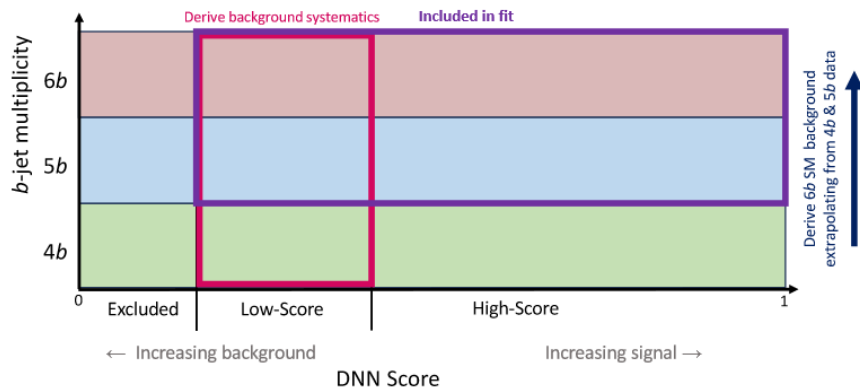 Derive background systematics
Included in fit
b-jet multiplicity
6b
5b
4b
Derive 6b SM background
extrapolating from 4b & 5b data
0
1
Excluded
Low-Score
High-Score
← Increasing background
Increasing signal →
DNN Score